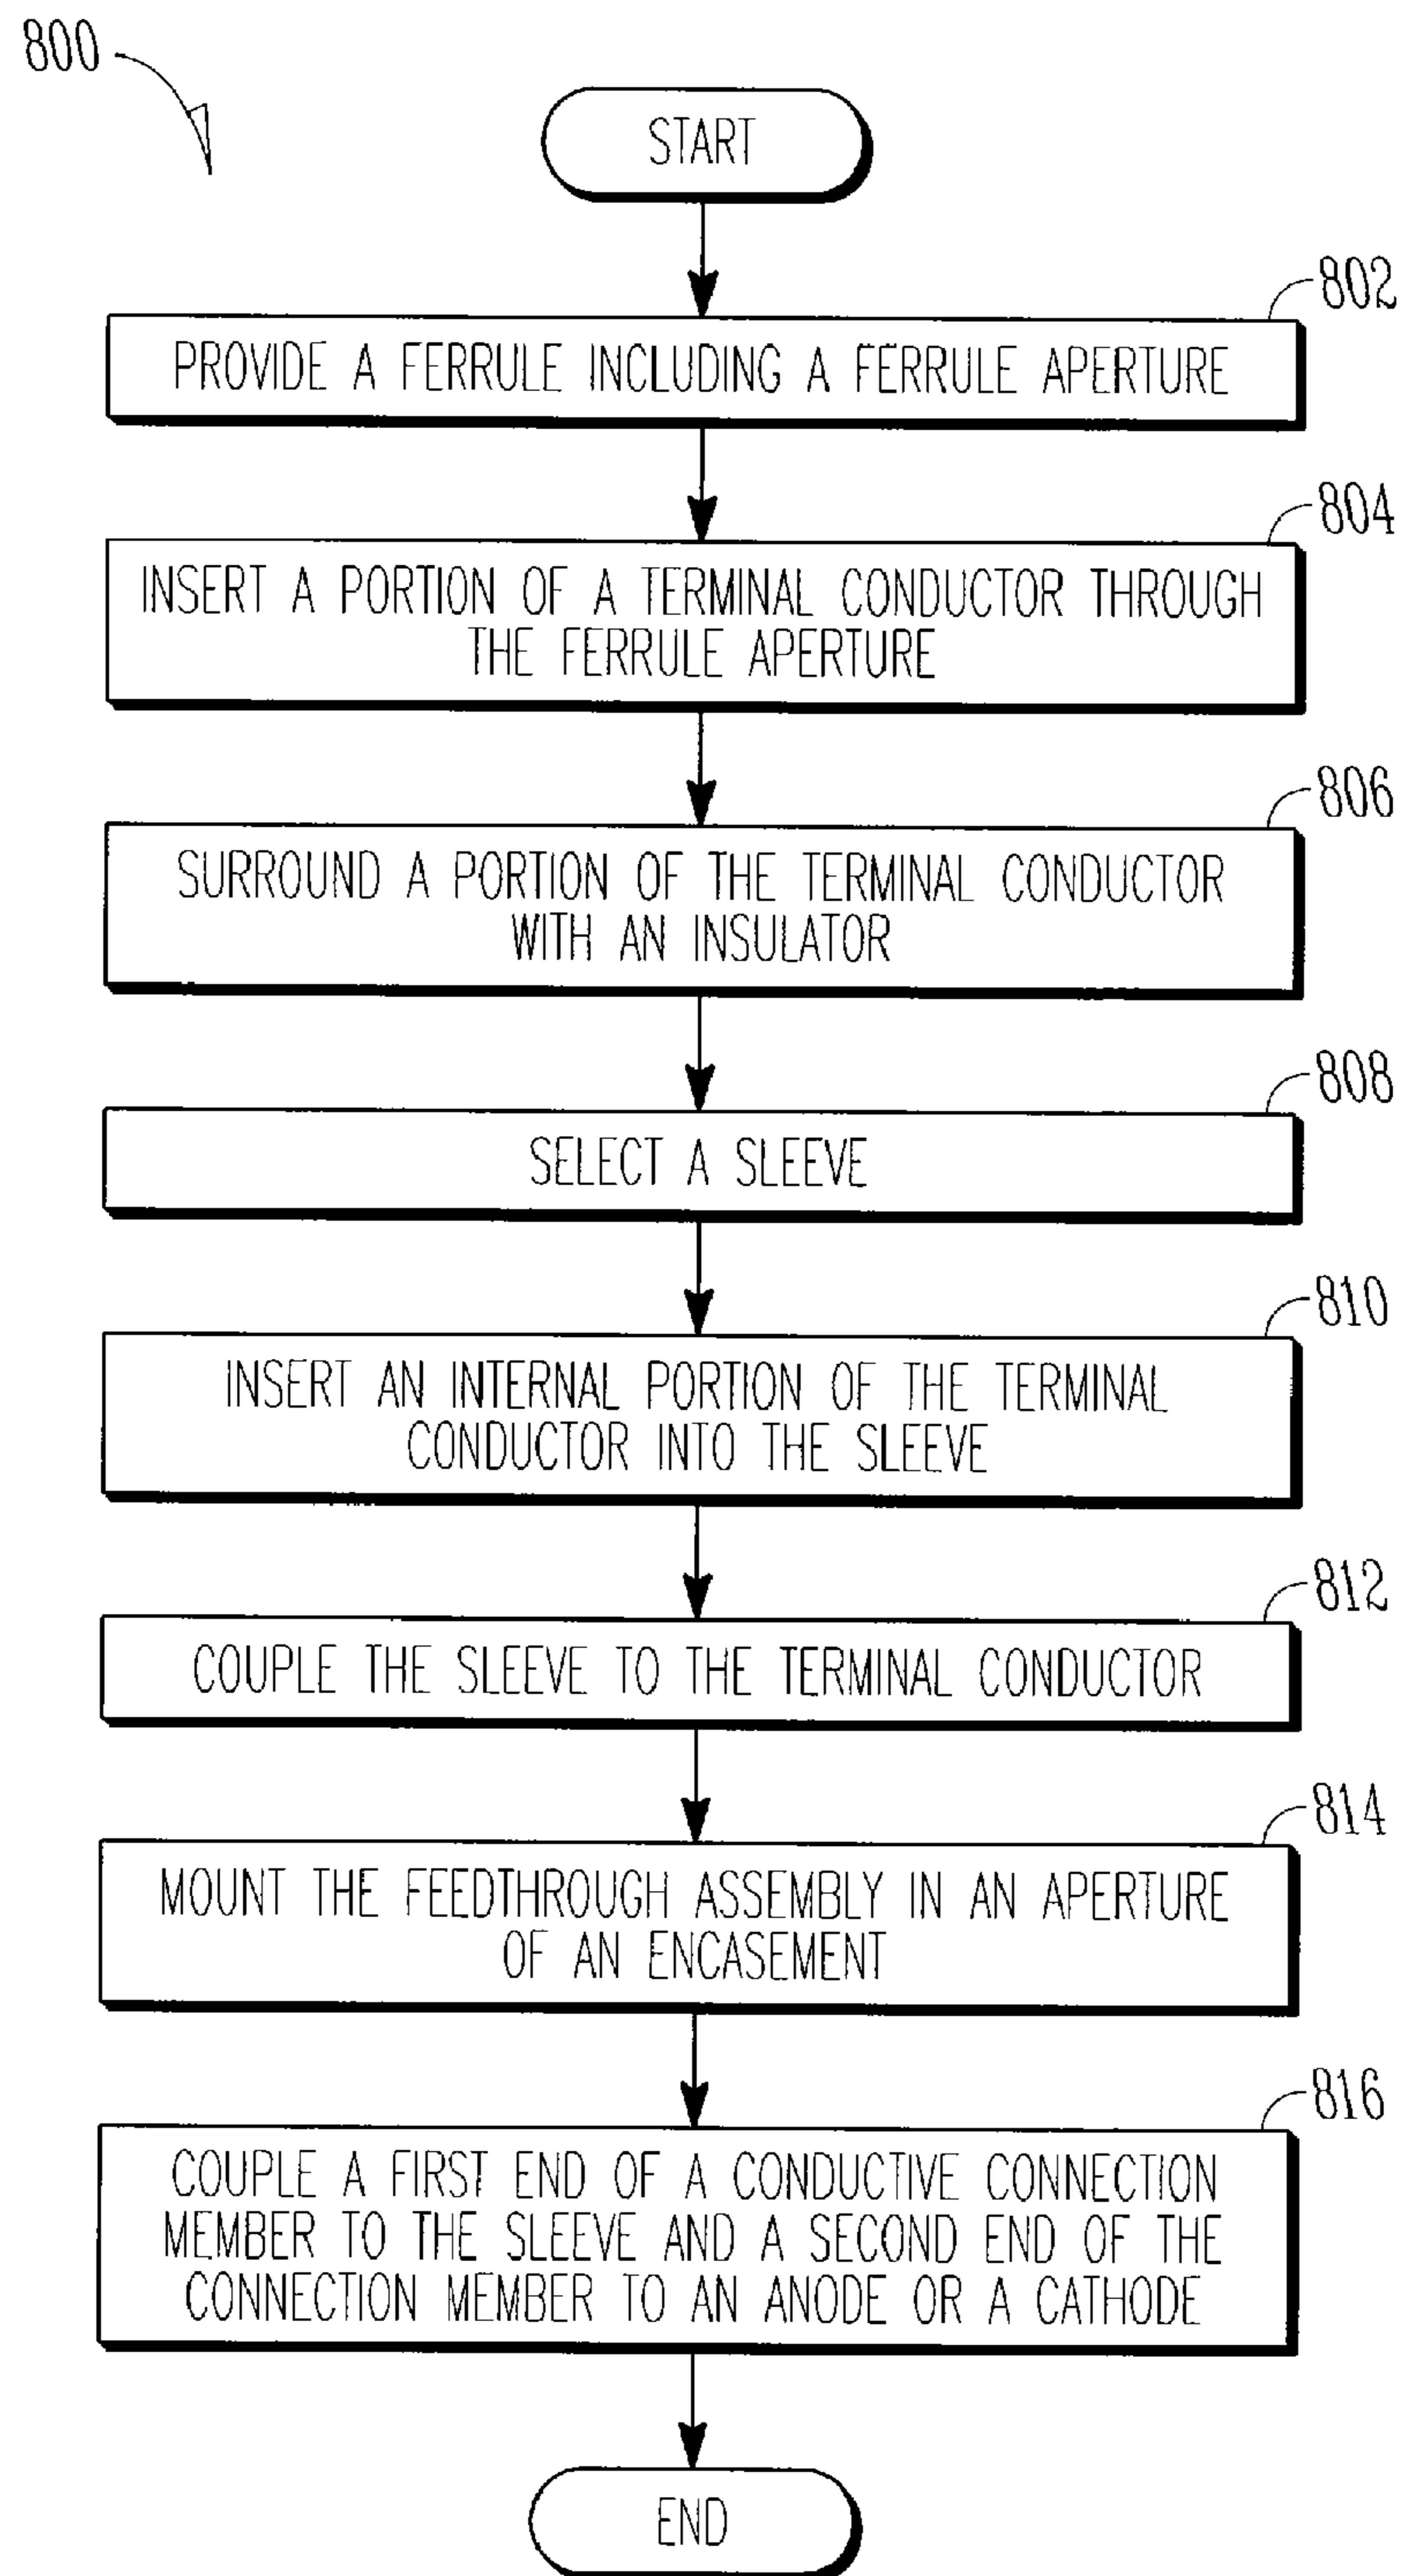 800
START
802
PROVIDE A FERRULE INCLUDING A FERRULE APERTURE
804
INSERT A PORTION OF A TERMINAL CONDUCTOR THROUGH
THE FERRULE APERTURE
806
SURROUND A PORTION OF THE TERMINAL CONDUCTOR
WITH AN INSULATOR
808
SELECT A SLEEVE
810
INSERT AN INTERNAL PORTION OF THE TERMINAL
CONDUCTOR INTO THE SLEEVE
812
COUPLE THE SLEEVE TO THE TERMINAL CONDUCTOR
814
MOUNT THE FEEDTHROUGH ASSEMBLY IN AN APERTURE
OF AN ENCASEMENT
816
COUPLE A FIRST END OF A CONDUCTIVE CONNECTION
MEMBER TO THE SLEEVE AND A SECOND END OF THE
CONNECTION MEMBER TO AN ANODE OR A CATHODE
END